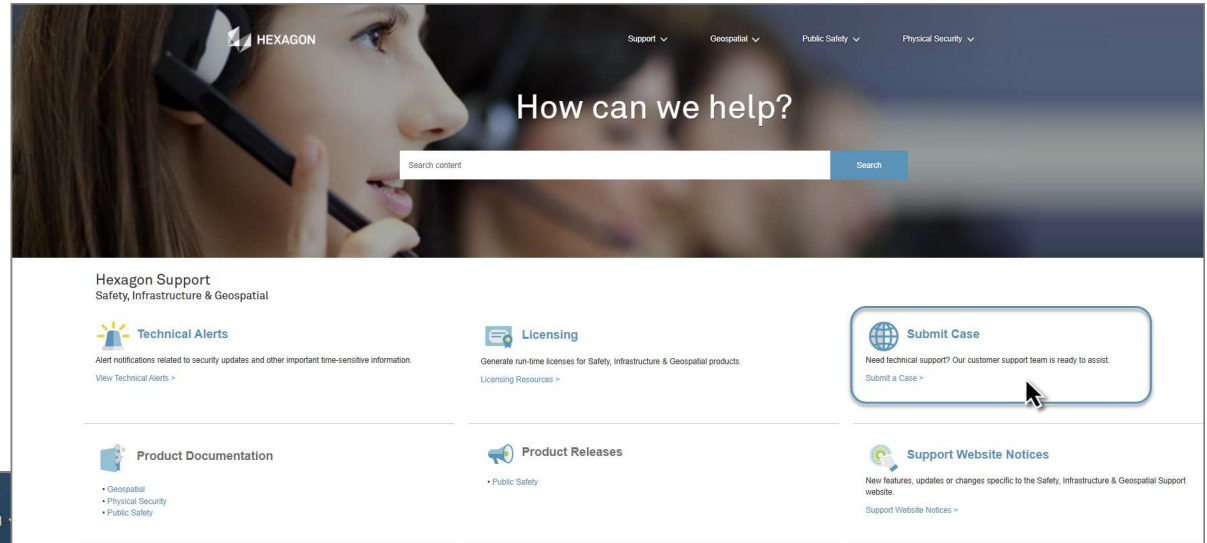 HEXAGON
Support
Geospatial
Public Safety
Physical Security
How can we help?
Search content
Search
Hexagon Support
Safety, Infrastructure & Geospatial
Technical Alerts
Alert notifications related to security updates and other important time-sensitive information.
View Technical Alerts >
Licensing
Generate run-time licenses for Safety, Infrastructure & Geospatial products.
Licensing Resources >
Submit Case
Need technical support? Our customer support team is ready to assist.
Submit a Case >
Product Documentation
• Geospatial
• Physical Security
• Public Safety
Product Releases
• Public Safety
Support Website Notices
New features, updates or changes specific to the Safety, Infrastructure & Geospatial Support
website.
Support Website Notices >